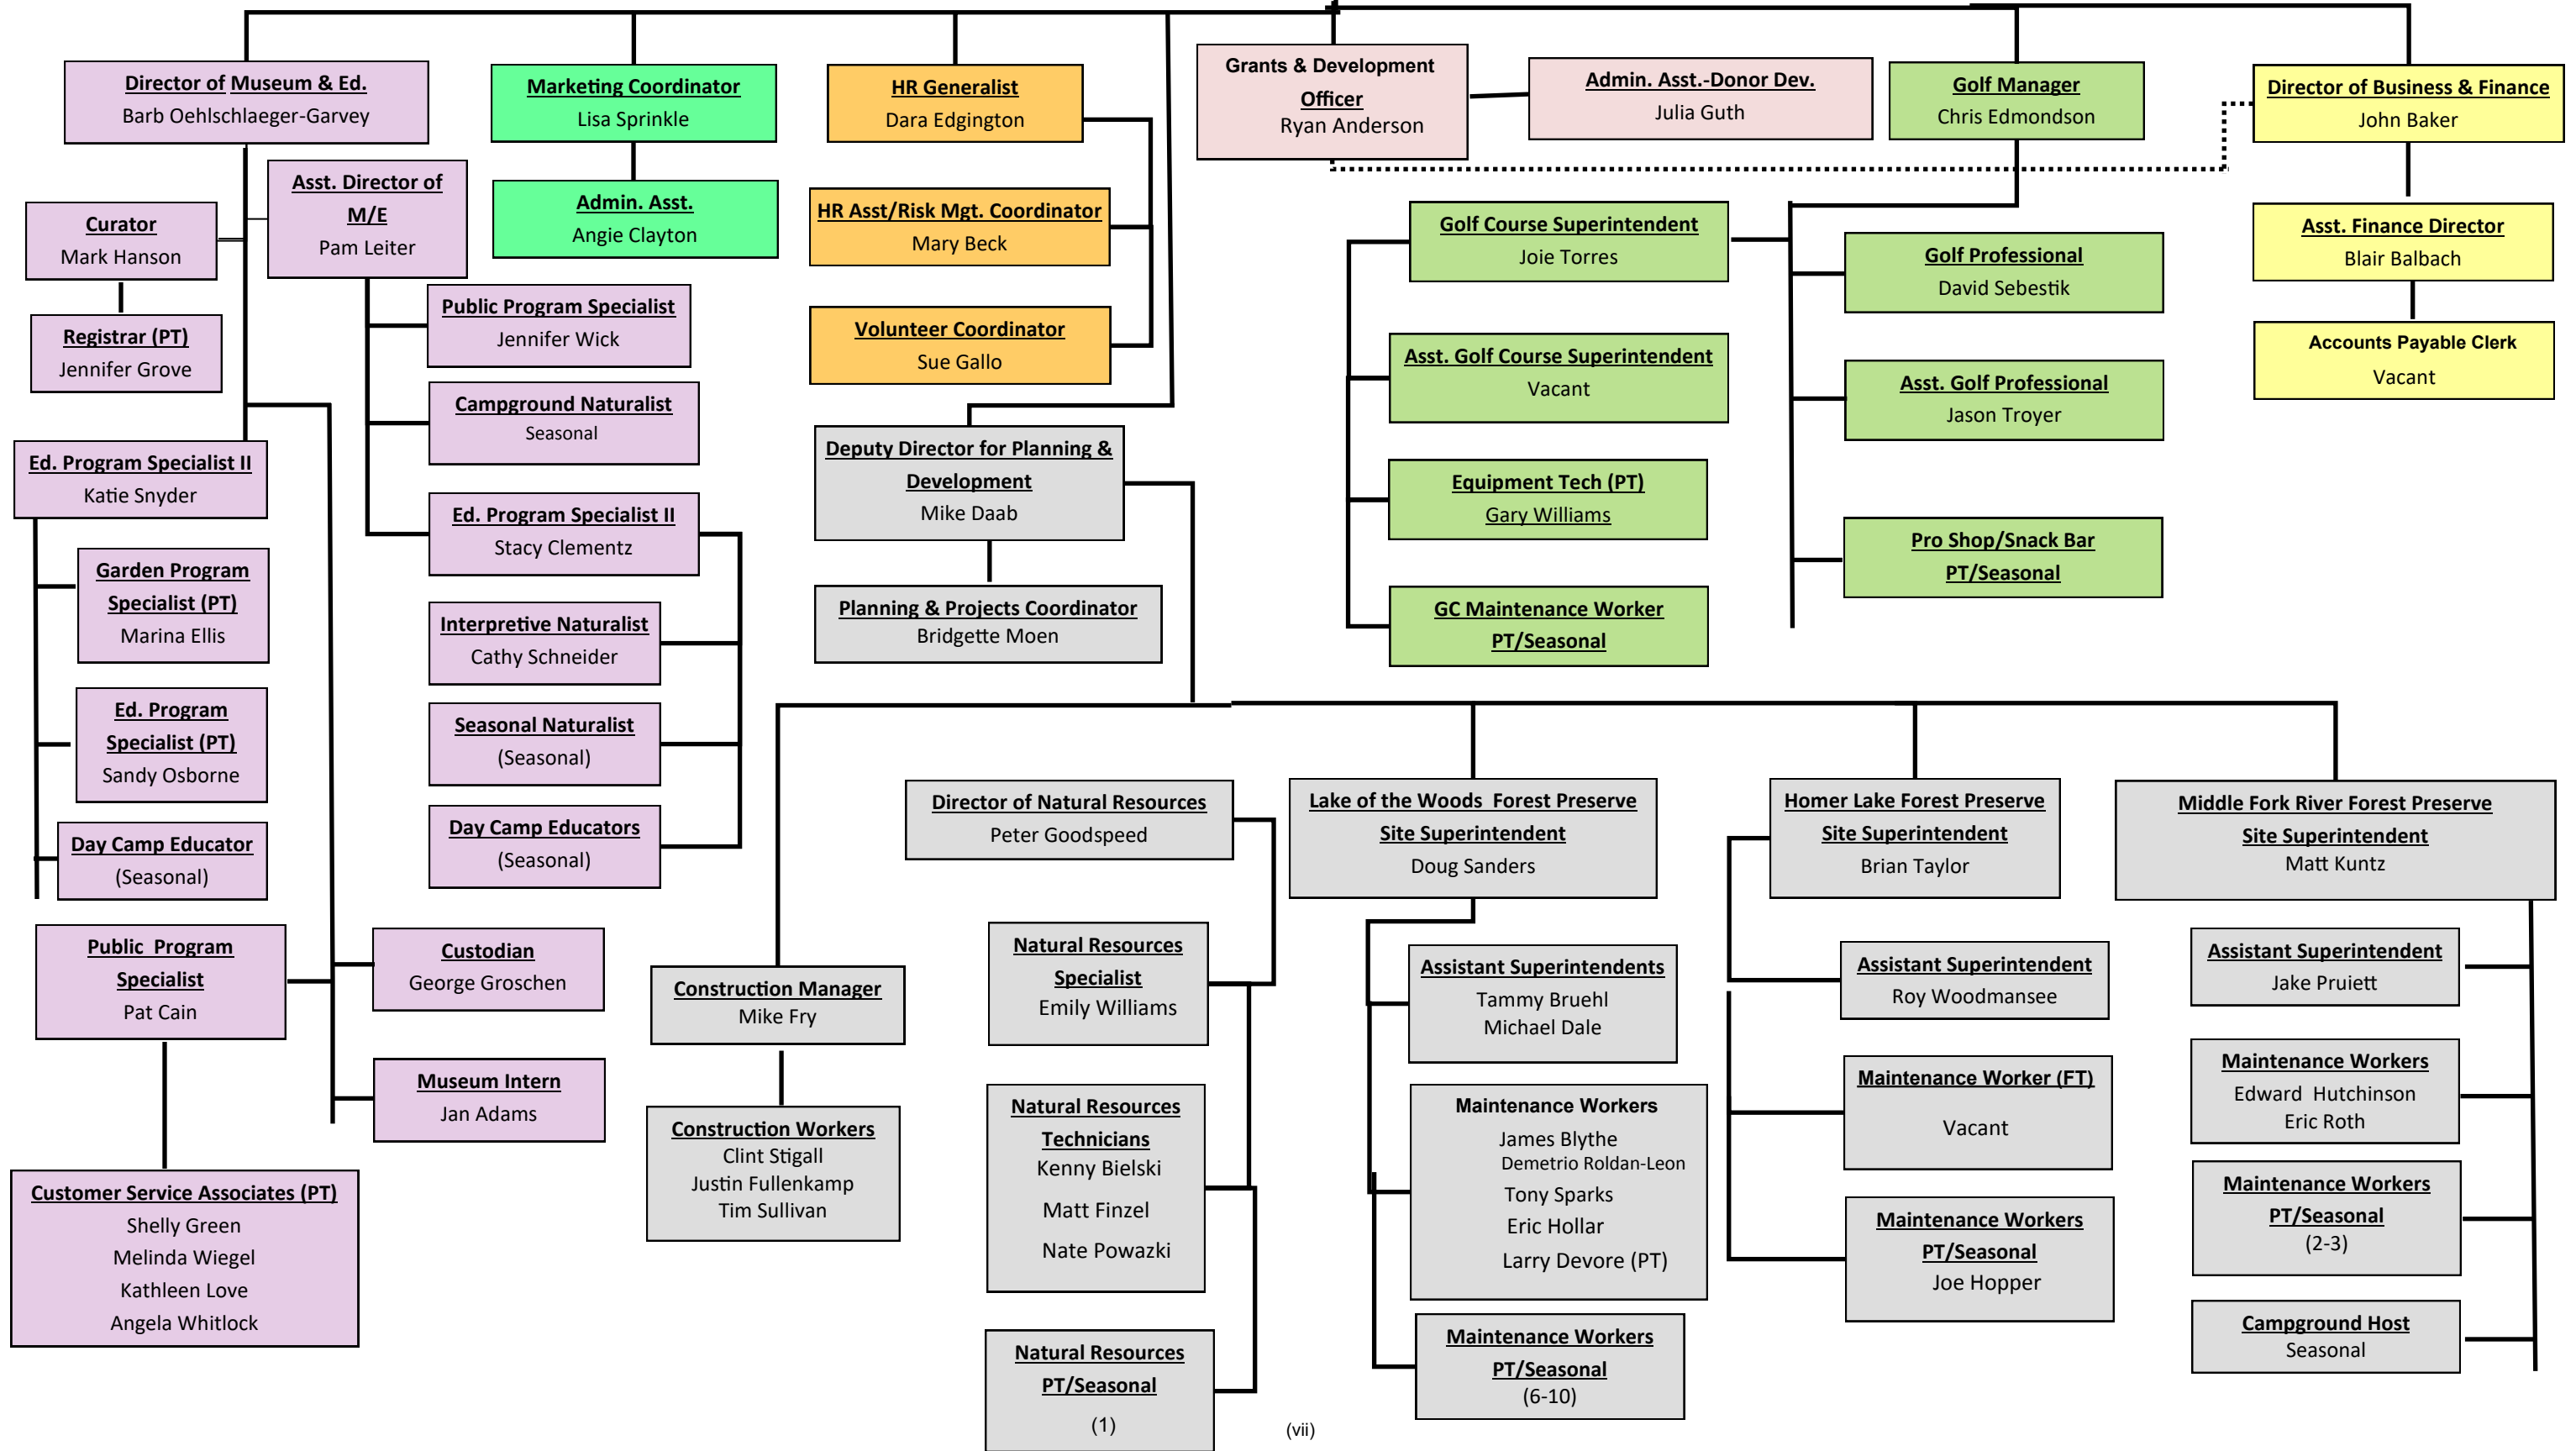 Director of Museum & Ed.
Barb Oehlschlaeger-Garvey
Marketing Coordinator
Lisa Sprinkle
HR Generalist
Dara Edgington
Grants & Development
Officer
Ryan Anderson
Admin. Asst.-Donor Dev.
Julia Guth
Golf Manager
Chris Edmondson
Director of Business & Finance
John Baker
Asst. Director of
M/E
Pam Leiter
Curator
Mark Hanson
Registrar (PT)
Jennifer Grove
Admin. Asst.
Angie Clayton
HR Asst/Risk Mgt. Coordinator
Mary Beck
Volunteer Coordinator
Sue Gallo
Golf Course Superintendent
Joie Torres
Golf Professional
David Sebestik
Asst. Finance Director
Blair Balbach
Accounts Payable Clerk
Vacant
Public Program Specialist
Jennifer Wick
Campground Naturalist
Seasonal
Asst. Golf Course Superintendent
Vacant
Asst. Golf Professional
Jason Troyer
Ed. Program Specialist II
Katie Snyder
Ed. Program Specialist II
Stacy Clementz
Deputy Director for Planning &
Development
Mike Daab
Equipment Tech (PT)
Gary Williams
Pro Shop/Snack Bar
PT/Seasonal
Garden Program
Specialist (PT)
Marina Ellis
Interpretive Naturalist
Cathy Schneider
Planning & Projects Coordinator
Bridgette Moen
GC Maintenance Worker
PT/Seasonal
Ed. Program
Specialist (PT)
Sandy Osborne
Seasonal Naturalist
(Seasonal)
Day Camp Educator
(Seasonal)
Day Camp Educators
(Seasonal)
Director of Natural Resources
Peter Goodspeed
Lake of the Woods  Forest Preserve
Site Superintendent
Doug Sanders
Homer Lake Forest Preserve
Site Superintendent
Brian Taylor
Middle Fork River Forest Preserve
Site Superintendent
Matt Kuntz
Public  Program
Specialist
Pat Cain
Custodian
George Groschen
Museum Intern
Jan Adams
Customer Service Associates (PT)
Shelly Green
Melinda Wiegel
Kathleen Love
Angela Whitlock
Construction Manager
Mike Fry
Construction Workers
Clint Stigall
Justin Fullenkamp
Tim Sullivan
Natural Resources
Specialist
Emily Williams
Natural Resources
Technicians
Kenny Bielski
Matt Finzel
Nate Powazki
Natural Resources
PT/Seasonal
(1)
Assistant Superintendents
Tammy Bruehl
Michael Dale
Maintenance Workers
James Blythe
Demetrio Roldan-Leon
Tony Sparks
Eric Hollar
Larry Devore (PT)
Maintenance Workers
PT/Seasonal
(6-10)
Assistant Superintendent
Roy Woodmansee
Maintenance Worker (FT)
Vacant
Maintenance Workers
PT/Seasonal
Joe Hopper
Assistant Superintendent
Jake Pruiett
Maintenance Workers
Edward  Hutchinson
Eric Roth
Maintenance Workers
PT/Seasonal
(2-3)
Campground Host
Seasonal
(vii)